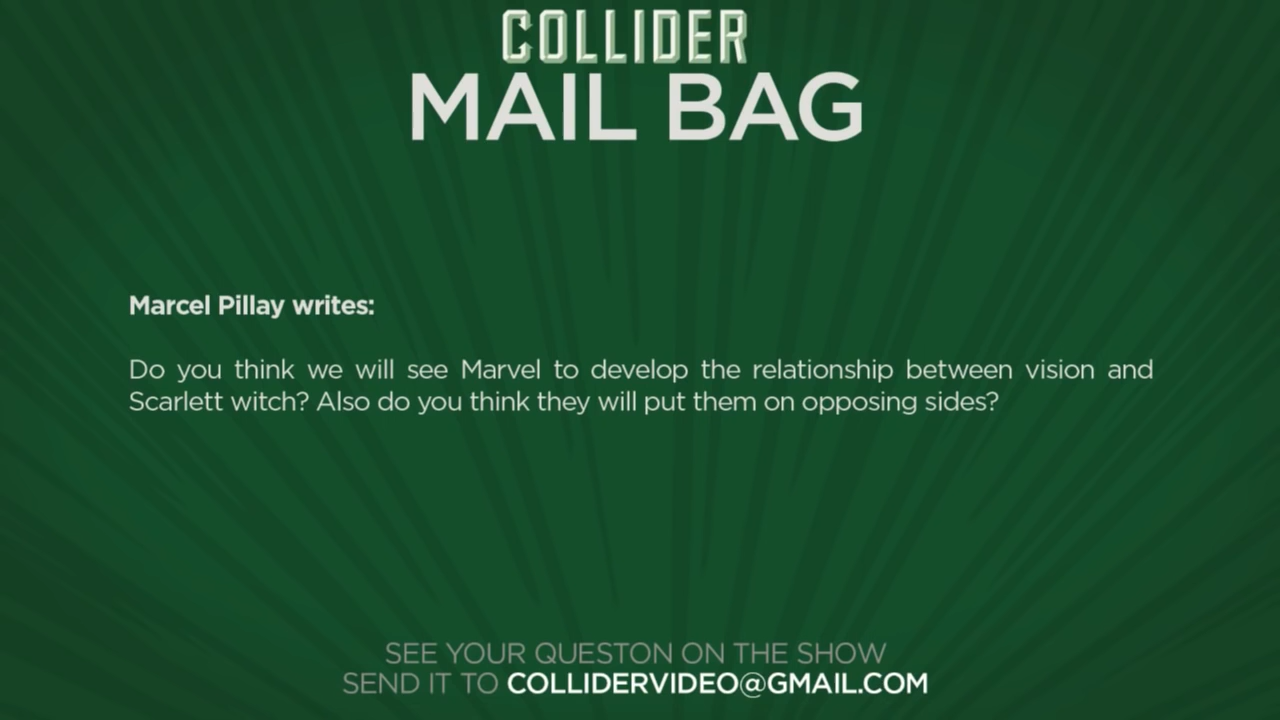 COLLIDER
MAIL BAG
Marcel Pillay writes:
Do you think we will see Marvel to develop the relationship between vision and
Scarlett witch? Also do you think they will put them on opposing sides?
SEE YOUR QUESTON ON THE SHOW
SEND IT TO COLLIDERVIDEO@GMAIL.COM